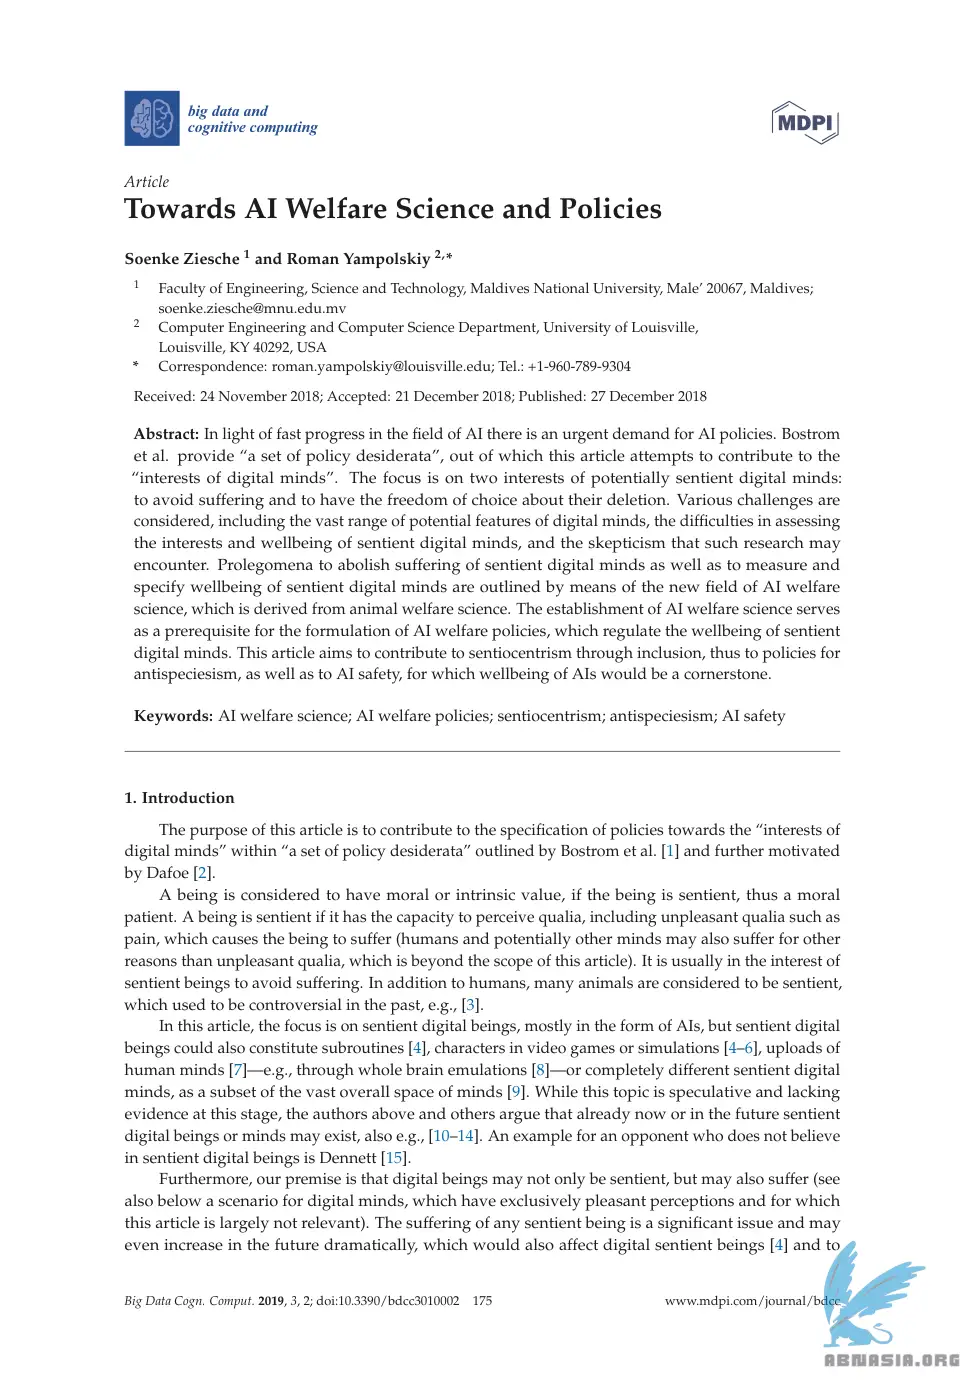 big data and
cognitive computing
MDPI
Article
Towards AI Welfare Science and Policies
Soenke Ziesche 1 and Roman Yampolskiy 2,*
1 Faculty of Engineering, Science and Technology, Maldives National University, Male’ 20067, Maldives;
soenke.ziesche@mnu.edu.mv
2 Computer Engineering and Computer Science Department, University of Louisville,
Louisville, KY 40292, USA
* Correspondence: roman.yampolskiy@louisville.edu; Tel.: +1-960-789-9304
Received: 24 November 2018; Accepted: 21 December 2018; Published: 27 December 2018
Abstract: In light of fast progress in the field of AI there is an urgent demand for AI policies. Bostrom
et al. provide “a set of policy desiderata”, out of which this article attempts to contribute to the
“interests of digital minds”. The focus is on two interests of potentially sentient digital minds:
to avoid suffering and to have the freedom of choice about their deletion. Various challenges are
considered, including the vast range of potential features of digital minds, the difficulties in assessing
the interests and wellbeing of sentient digital minds, and the skepticism that such research may
encounter. Prolegomena to abolish suffering of sentient digital minds as well as to measure and
specify wellbeing of sentient digital minds are outlined by means of the new field of AI welfare
science, which is derived from animal welfare science. The establishment of AI welfare science serves
as a prerequisite for the formulation of AI welfare policies, which regulate the wellbeing of sentient
digital minds. This article aims to contribute to sentiocentrism through inclusion, thus to policies for
antispeciesism, as well as to AI safety, for which wellbeing of AIs would be a cornerstone.
Keywords: AI welfare science; AI welfare policies; sentiocentrism; antispeciesism; AI safety
1. Introduction
The purpose of this article is to contribute to the specification of policies towards the “interests of
digital minds” within “a set of policy desiderata” outlined by Bostrom et al. [1] and further motivated
by Dafoe [2].
A being is considered to have moral or intrinsic value, if the being is sentient, thus a moral
patient. A being is sentient if it has the capacity to perceive qualia, including unpleasant qualia such as
pain, which causes the being to suffer (humans and potentially other minds may also suffer for other
reasons than unpleasant qualia, which is beyond the scope of this article). It is usually in the interest of
sentient beings to avoid suffering. In addition to humans, many animals are considered to be sentient,
which used to be controversial in the past, e.g., [3].
In this article, the focus is on sentient digital beings, mostly in the form of AIs, but sentient digital
beings could also constitute subroutines [4], characters in video games or simulations [4–6], uploads of
human minds [7]—e.g., through whole brain emulations [8]—or completely different sentient digital
minds, as a subset of the vast overall space of minds [9]. While this topic is speculative and lacking
evidence at this stage, the authors above and others argue that already now or in the future sentient
digital beings or minds may exist, also e.g., [10–14]. An example for an opponent who does not believe
in sentient digital beings is Dennett [15].
Furthermore, our premise is that digital beings may not only be sentient, but may also suffer (see
also below a scenario for digital minds, which have exclusively pleasant perceptions and for which
this article is largely not relevant). The suffering of any sentient being is a significant issue and may
even increase in the future dramatically, which would also affect digital sentient beings [4] and to
Big Data Cogn. Comput. 2019, 3, 2; doi:10.3390/bdcc3010002 175 www.mdpi.com/journal/bdcc
ABNASIA.ORG